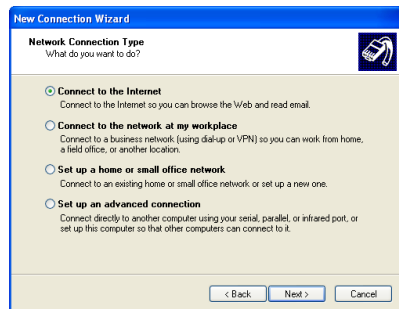 New Connection Wizard
Network Connection Type
What do you want to do?
Connect to the Internet
Connect to the Internet so you can browse the Web and read email.
Connect to the network at my workplace
Connect to a business network (using dial-up or VPN) so you can work from home,
a field office, or another location.
Set up a home or small office network
Connect to an existing home or small office network or set up a new one.
Set up an advanced connection
Connect directly to another computer using your serial, parallel, or infrared port, or
set up this computer so that other computers can connect to it.
< Back
Next >
Cancel